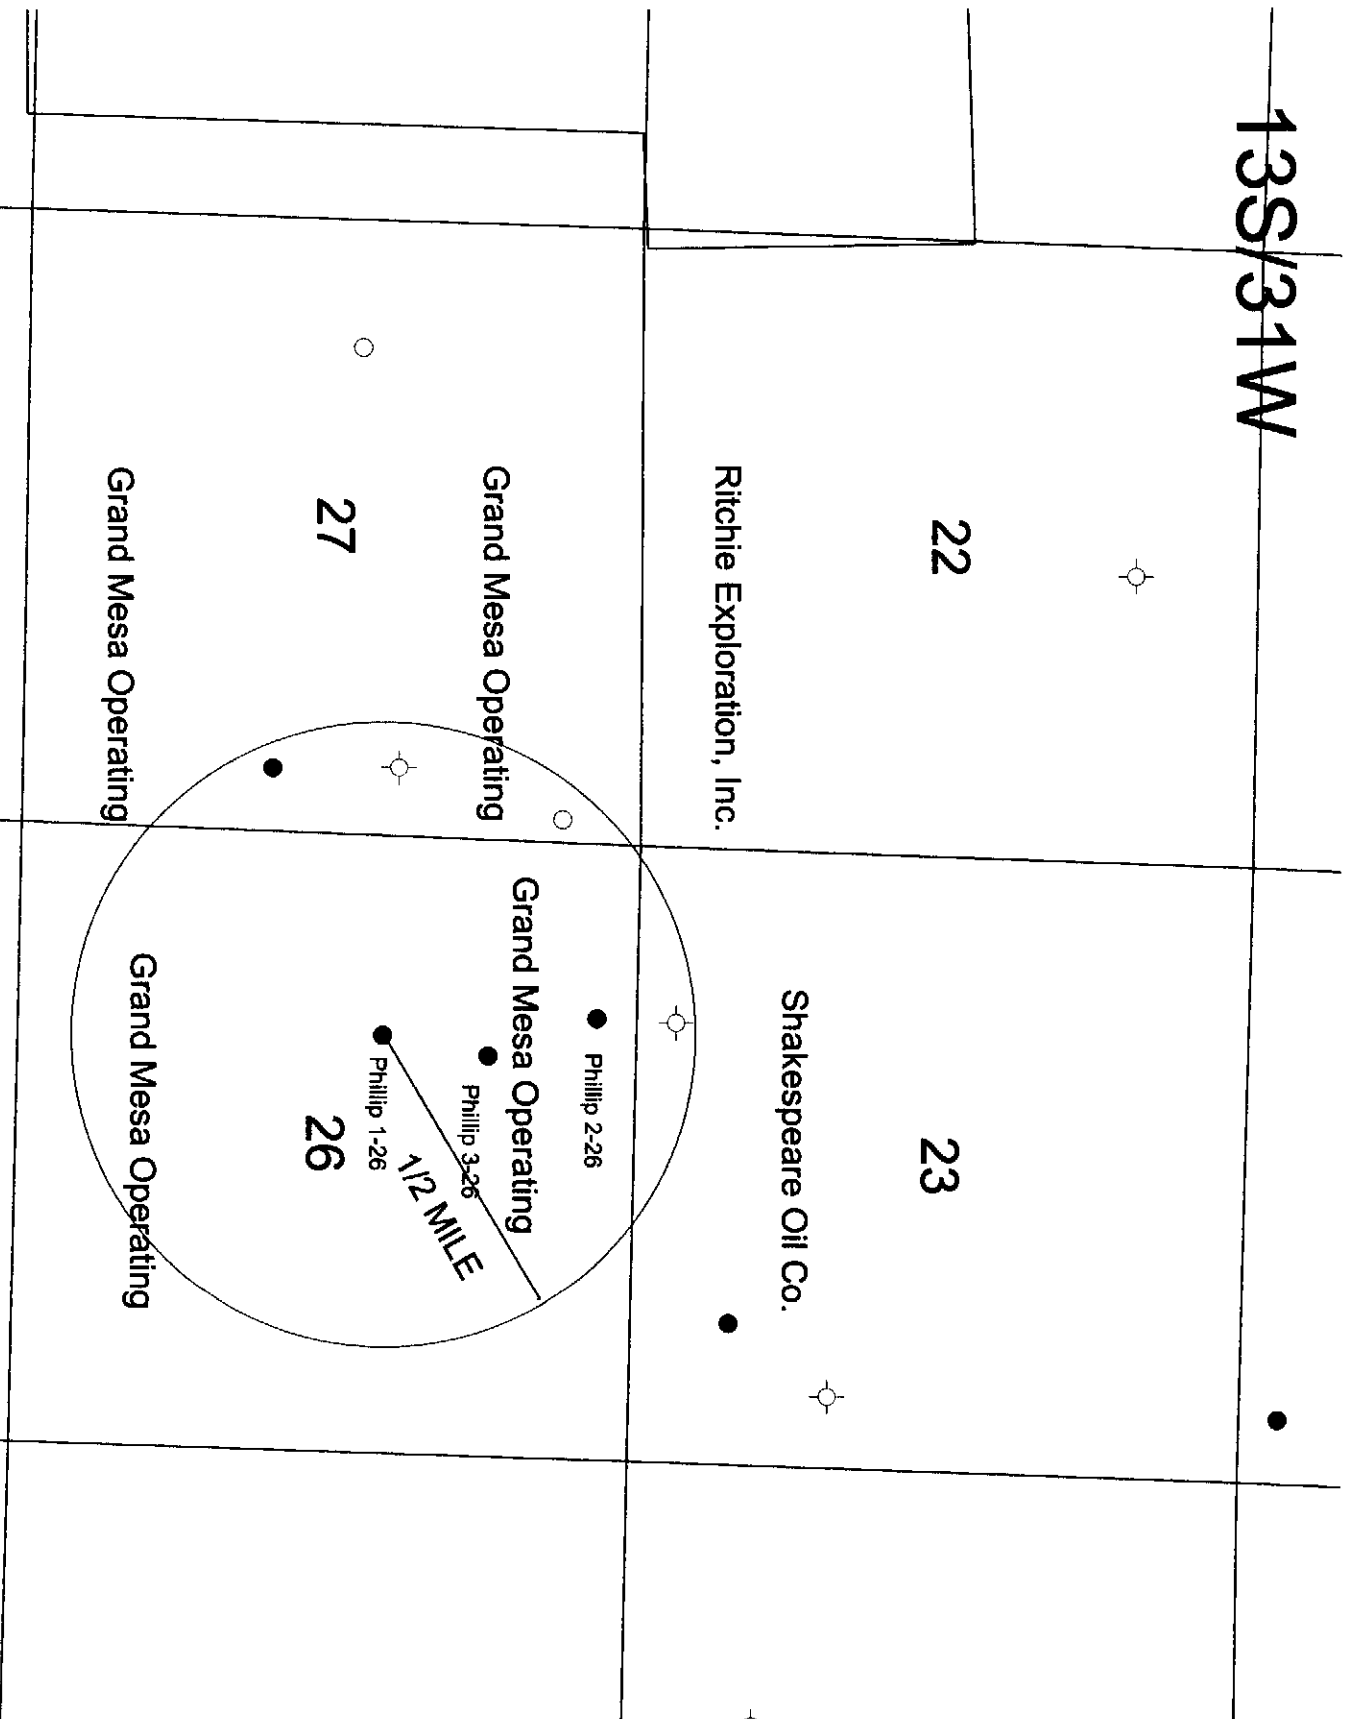 13S/31W
22
23
Ritchie Exploration, Inc.
Shakespeare Oil Co.
Grand Mesa Operating
Grand Mesa Operating
Phillip 2-26
Phillip 3-26
Phillip 1-26
1/2 MILE
27
26
Grand Mesa Operating
Grand Mesa Operating